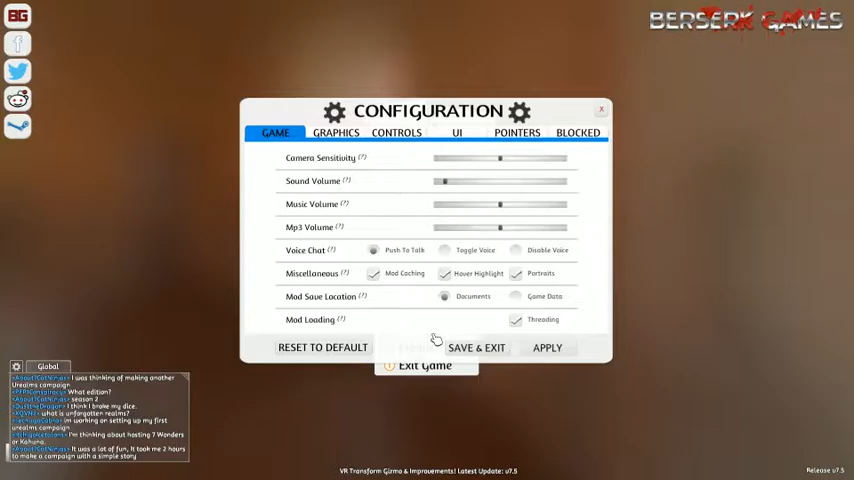 BG
BERSERK GAMES
CONFIGURATION
X
GAME GRAPHICS CONTROLS UI POINTERS BLOCKED
Camera Sensitivity (?)
Sound Volume (?)
Music Volume (?)
Mp3 Volume (?)
Voice Chat (?) Push To Talk Toggle Voice Disable Voice
Miscellaneous (?) Mod Caching Hover Highlight Portraits
Mod Save Location (?) Documents Game Data
Mod Loading (?) Threading
RESET TO DEFAULT SAVE & EXIT APPLY
Exit Game
Global
I was thinking of making another
Urealms campaign
What edition?
season 2
I think I broke my dice.
what is unforgotten realms?
im working on setting up my first
urealms campaign
I'm thinking about hosting 7 Wonders
or Kahuna.
It was a lot of fun, It took me 2 hours
to make a campaign with a simple story
VR Transform Gizmo & Improvements! Latest Update: v7.5
Release v7.5